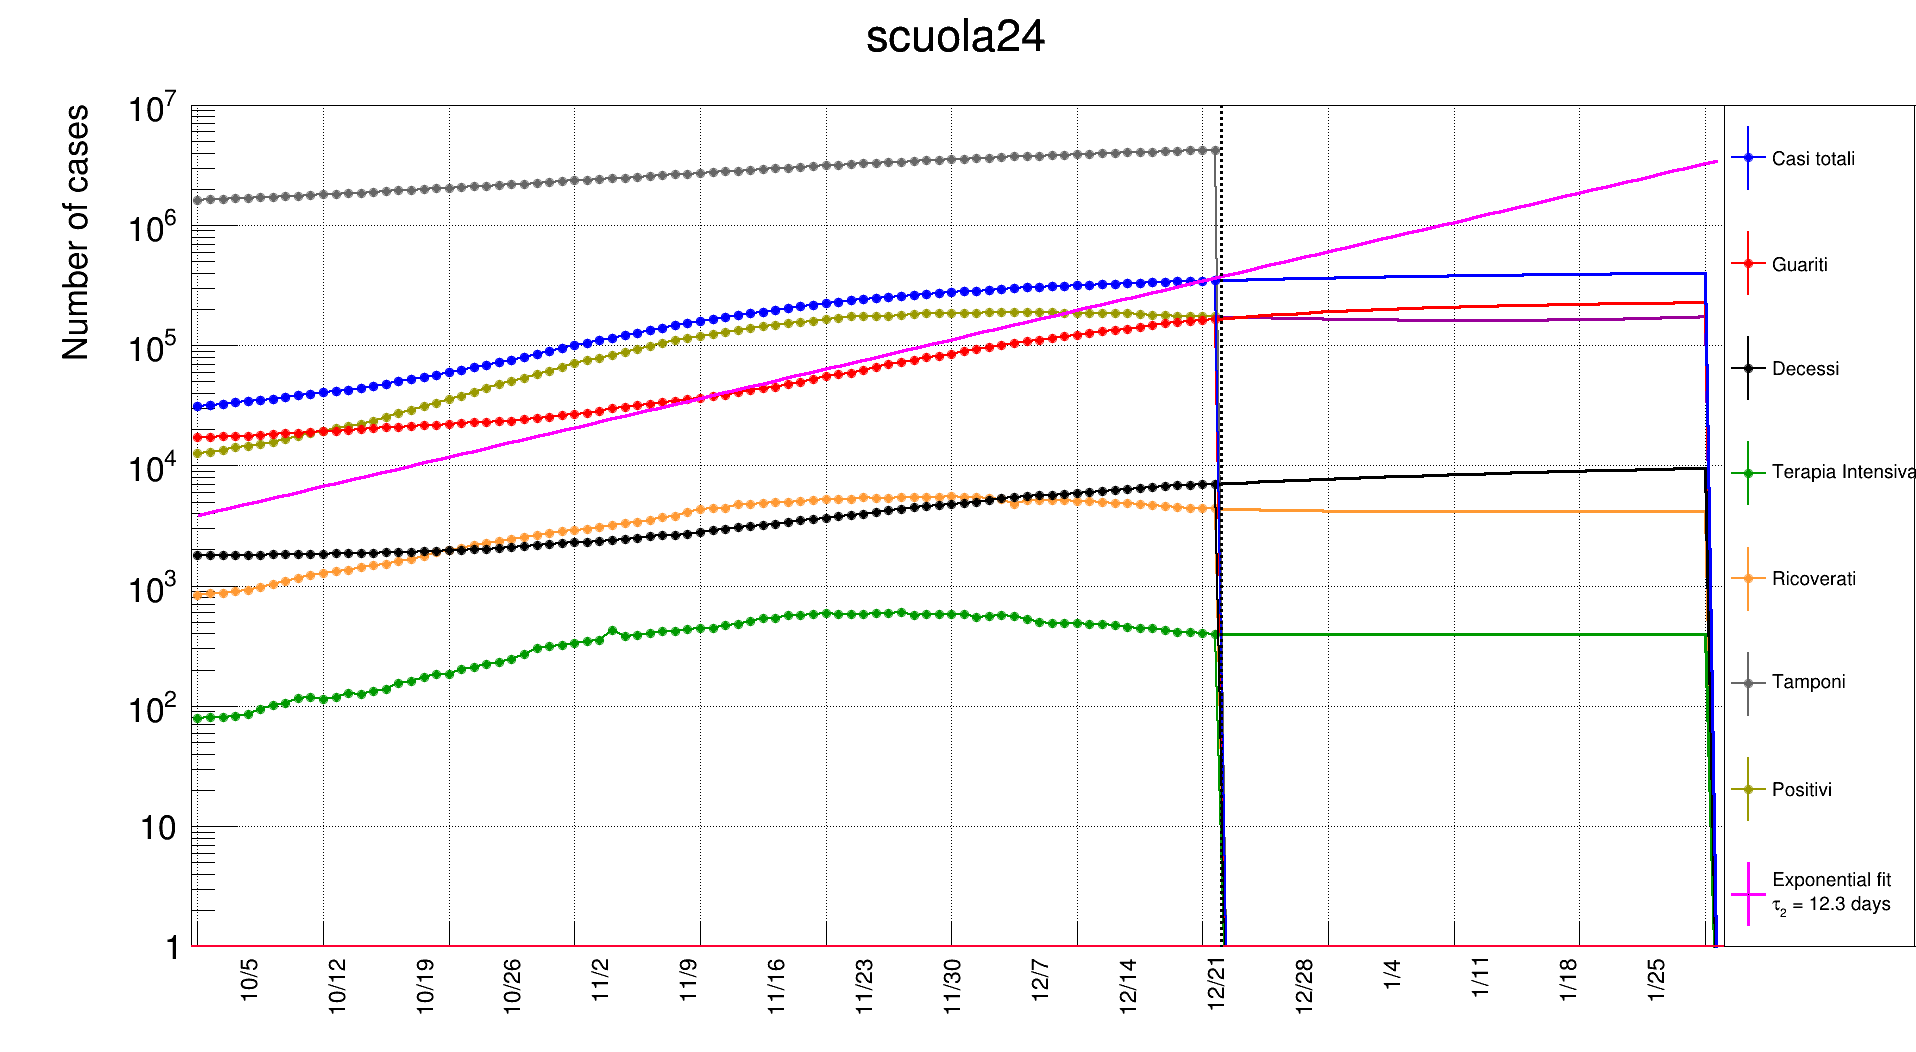 scuola24
Number of cases
10^7
10^6
10^5
10^4
10^3
10^2
10
1
10/5
10/12
10/19
10/26
11/2
11/9
11/16
11/23
11/30
12/7
12/14
12/21
12/28
1/4
1/11
1/18
1/25
Casi totali
Guariti
Decessi
Terapia Intensiva
Ricoverati
Tamponi
Positivi
Exponential fit
τ₂ = 12.3 days